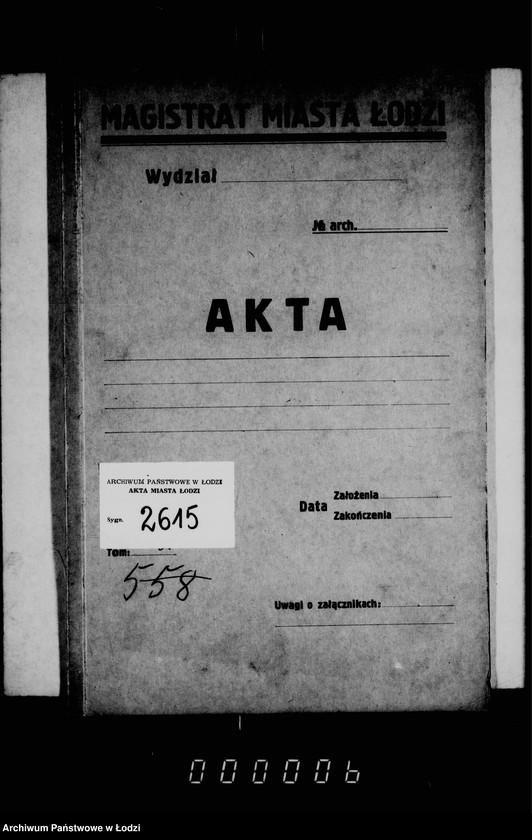 MAGISTRAT MIASTA ŁODZI
Wydział
№ arch.
AKTA
ARCHIWUM PAŃSTWOWE W ŁODZI
AKTA MIASTA ŁODZI
Sygn. 2615
Data
Założenia
Zakończenia
Tom:
558
Uwagi o załącznikach:
000006
Archiwum Państwowe w Łodzi